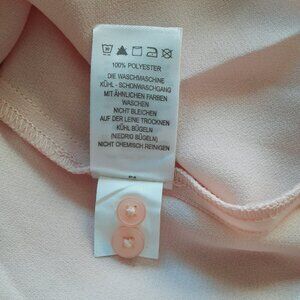 30
100% POLYESTER
DIE WASCHMASCHINE
KÜHL - SCHONWASCHGANG
MIT ÄHNLICHEN FARBEN
WASCHEN
NICHT BLEICHEN
AUF DER LEINE TROCKNEN
KÜHL BÜGELN
(NIEDRIG BÜGELN)
NICHT CHEMISCH REINIGEN